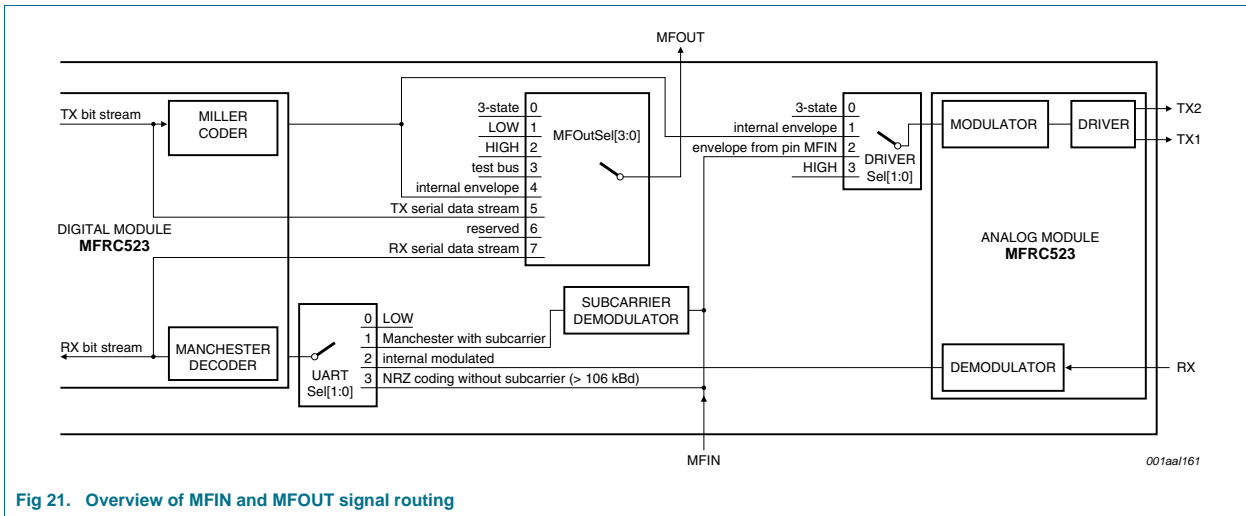 MFOUT
TX bit stream
MILLER
CODER
3-state 0
LOW 1
HIGH 2
test bus 3
internal envelope 4
TX serial data stream 5
reserved 6
RX serial data stream 7
MFOutSel[3:0]
3-state 0
internal envelope 1
envelope from pin MFIN 2
HIGH 3
DRIVER
Sel[1:0]
MODULATOR
DRIVER
TX2
TX1
DIGITAL MODULE
MFRC523
ANALOG MODULE
MFRC523
SUBCARRIER
DEMODULATOR
RX bit stream
MANCHESTER
DECODER
UART
Sel[1:0]
0 LOW
1 Manchester with subcarrier
2 internal modulated
3 NRZ coding without subcarrier (> 106 kBd)
DEMODULATOR
RX
MFIN
001aal161
Fig 21. Overview of MFIN and MFOUT signal routing